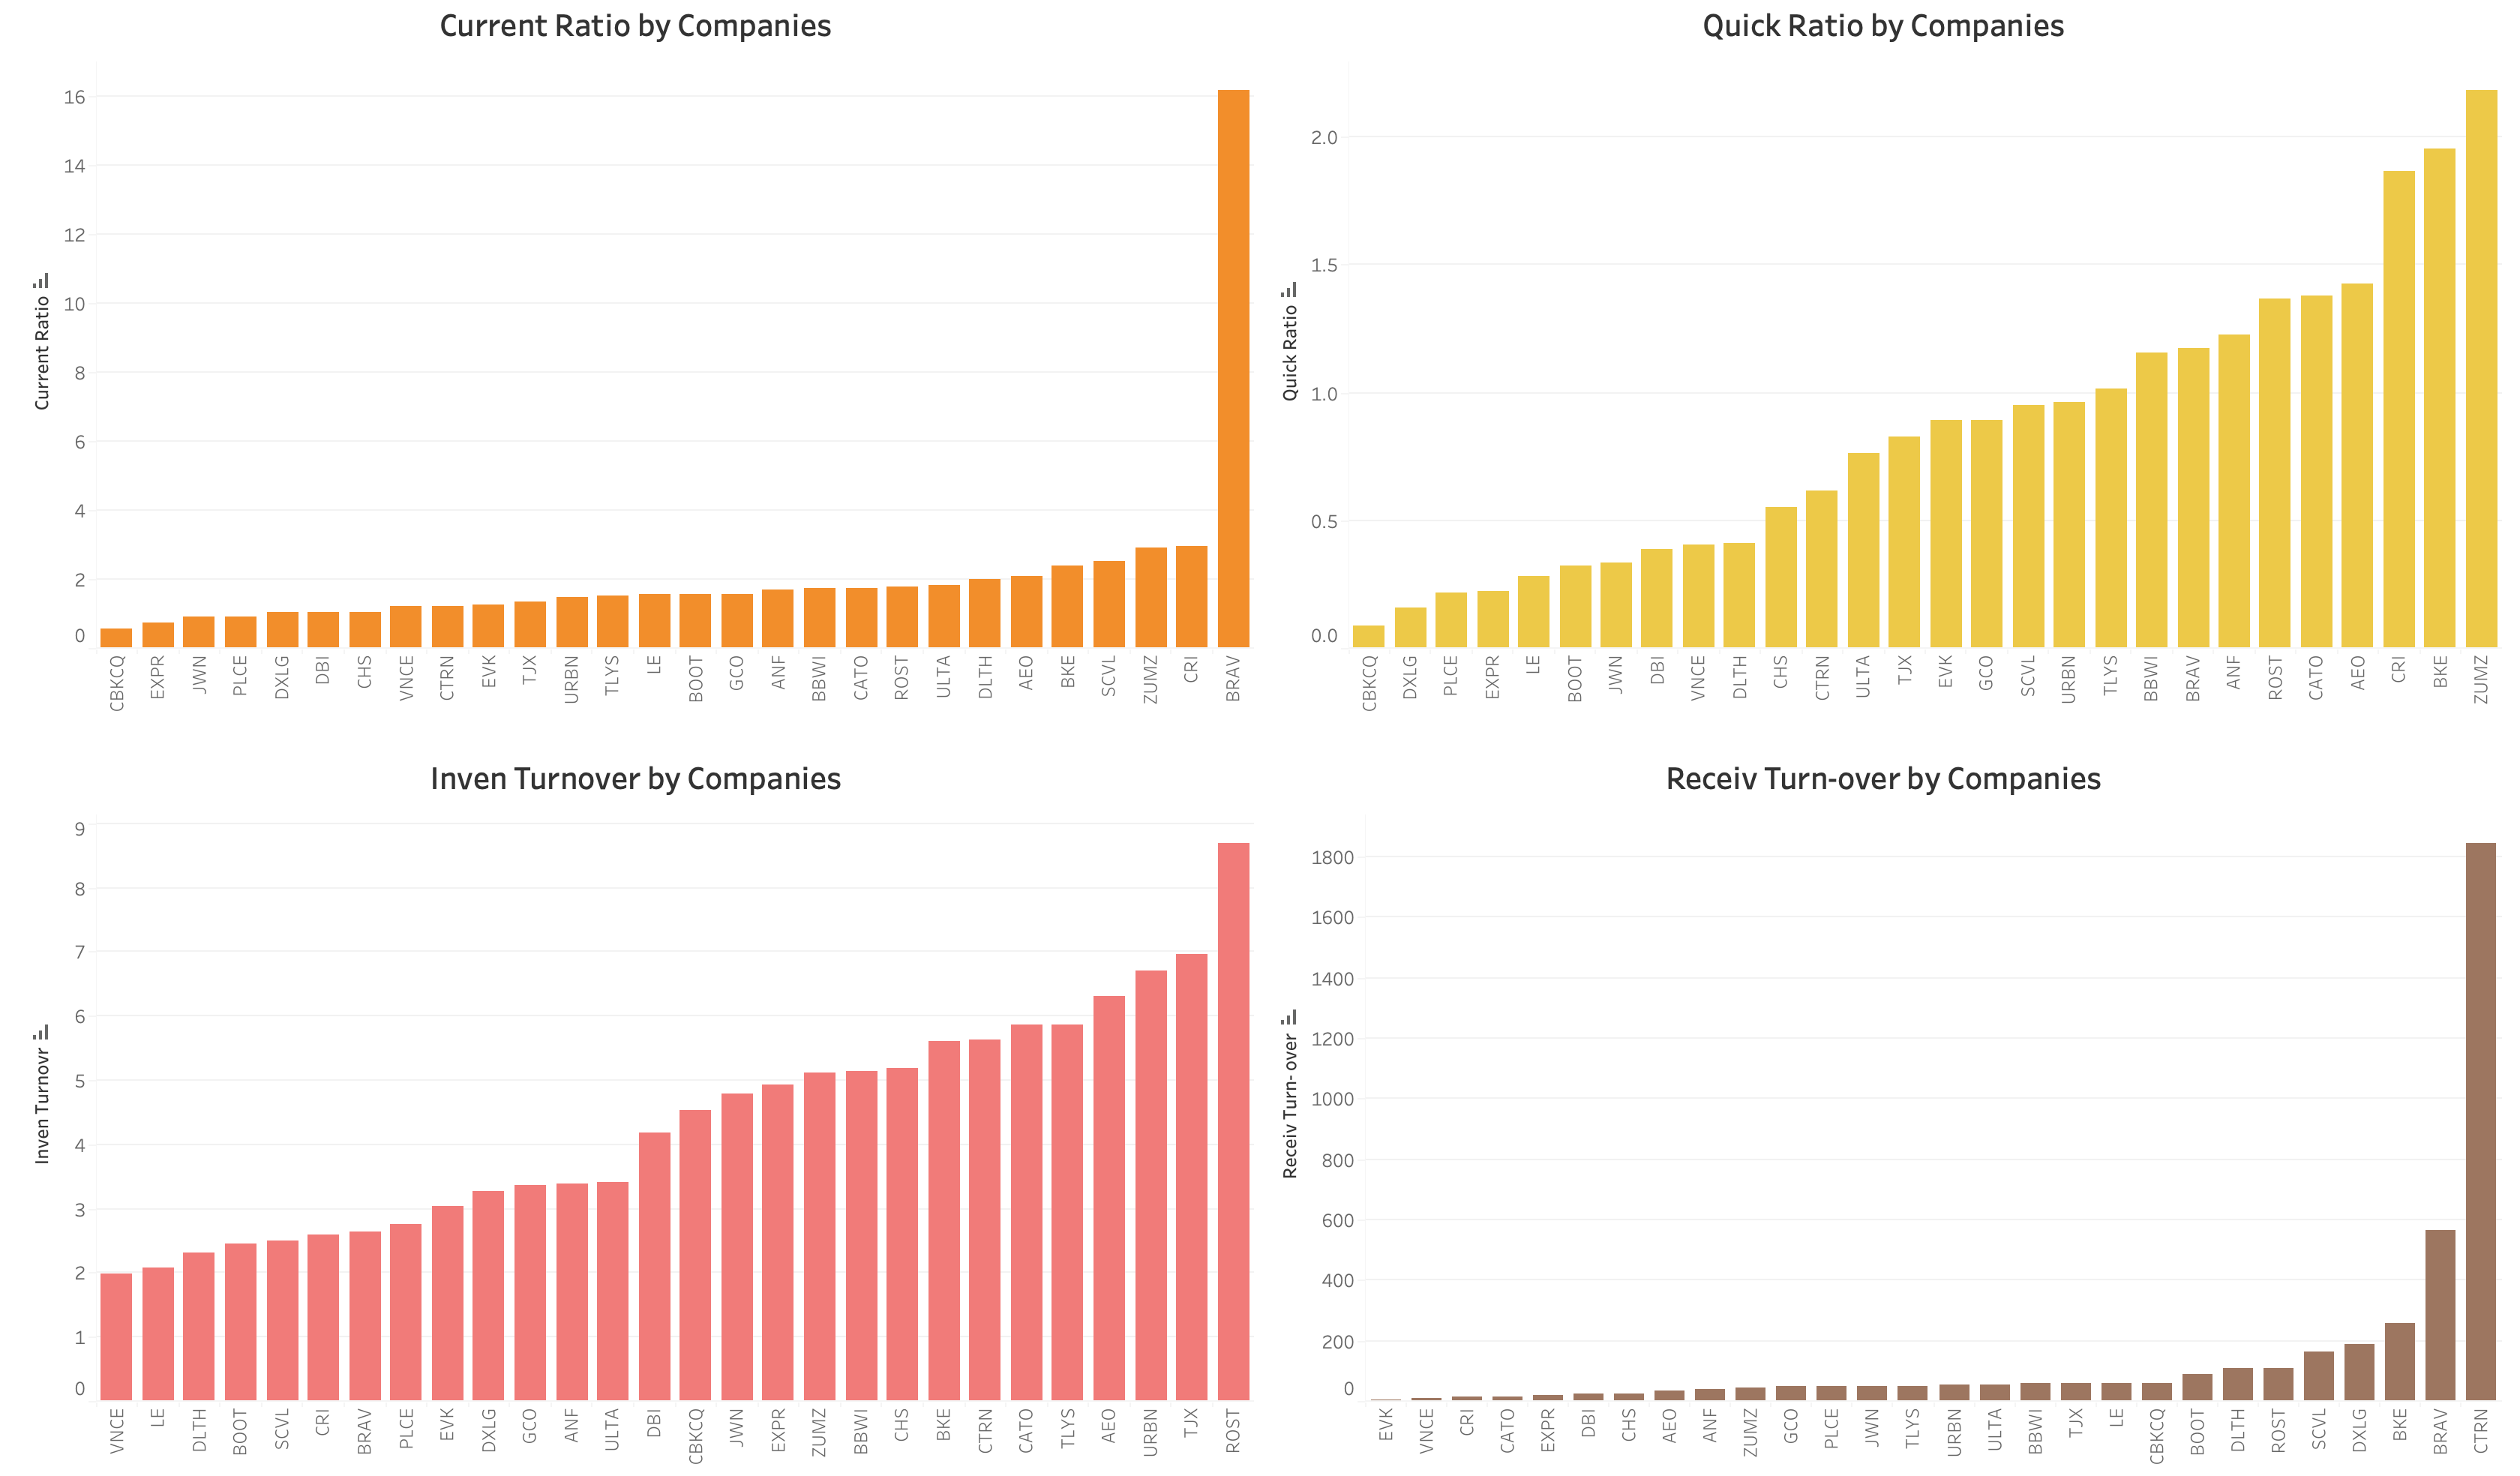 Current Ratio by Companies
Current Ratio
16
14
12
10
8
6
4
2
0
CBKCQ
EXPR
JWN
PLCE
DXLG
DBI
CHS
VNCE
CTRN
EVK
TJX
URBN
TLYS
LE
BOOT
GCO
ANF
BBWI
CATO
ROST
ULTA
DLTH
AEO
BKE
SCVL
ZUMZ
CRI
BRAV
Quick Ratio by Companies
Quick Ratio
2.0
1.5
1.0
0.5
0.0
CBKCQ
DXLG
PLCE
EXPR
LE
BOOT
JWN
DBI
VNCE
DLTH
CHS
CTRN
ULTA
TJX
EVK
GCO
SCVL
URBN
TLYS
BBWI
BRAV
ANF
ROST
CATO
AEO
CRI
BKE
ZUMZ
Inven Turnover by Companies
Inven Turnovr
9
8
7
6
5
4
3
2
1
0
VNCE
LE
DLTH
BOOT
SCVL
CRI
BRAV
PLCE
EVK
DXLG
GCO
ANF
ULTA
DBI
CBKCQ
JWN
EXPR
ZUMZ
BBWI
CHS
BKE
CTRN
CATO
TLYS
AEO
URBN
TJX
ROST
Receiv Turn-over by Companies
Receiv Turn- over
1800
1600
1400
1200
1000
800
600
400
200
0
EVK
VNCE
CRI
CATO
EXPR
DBI
CHS
AEO
ANF
ZUMZ
GCO
PLCE
JWN
TLYS
URBN
ULTA
BBWI
TJX
LE
CBKCQ
BOOT
DLTH
ROST
SCVL
DXLG
BKE
BRAV
CTRN